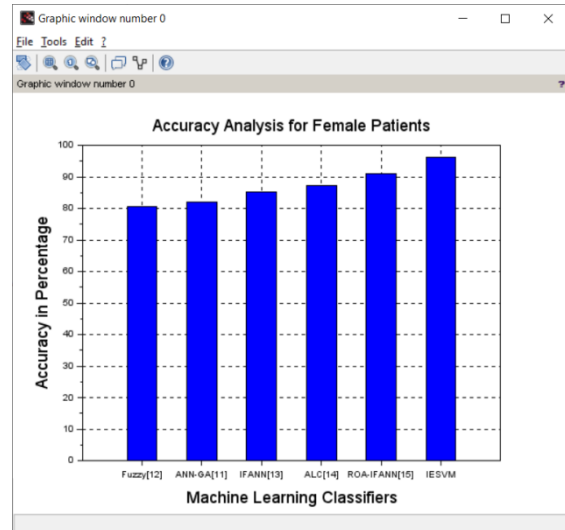 Graphic window number 0
File Tools Edit ?
Graphic window number 0
?
Accuracy Analysis for Female Patients
Accuracy in Percentage
100
90
80
70
60
50
40
30
20
10
0
Fuzzy[12] ANN-GA[11] IFANN[13] ALC[14] ROA-IFANN[15] IESVM
Machine Learning Classifiers